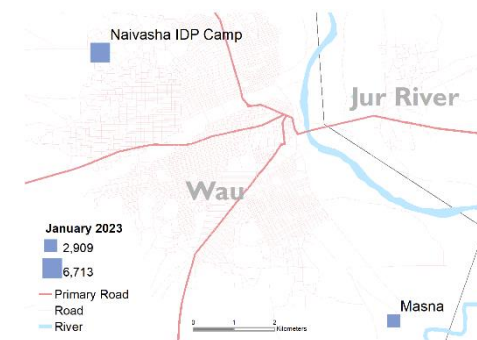 Naivasha IDP Camp
Jur River
Wau
January 2023
2,909
6,713
Primary Road
Road
River
Masna
0 1 2
Kilometers